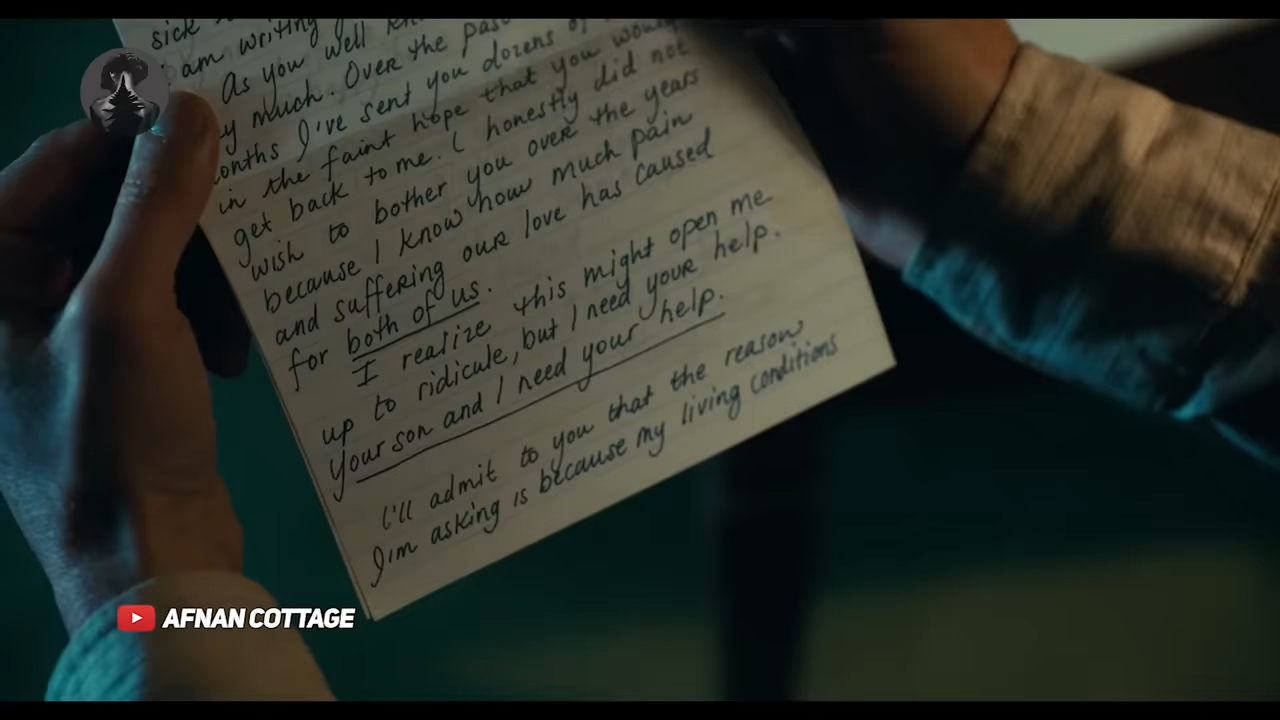 sick
am writing
As you well
much. Over the past
months I've sent you dozens of
in the faint hope that you would
get back to me. I honestly did not
wish to bother you over the years
because I know how much pain
and suffering our love has caused
for both of us.
I realize this might open me
up to ridicule, but I need your help.
Your son and I need your help.
I'll admit to you that the reason
I'm asking is because my living conditions
AFNAN COTTAGE